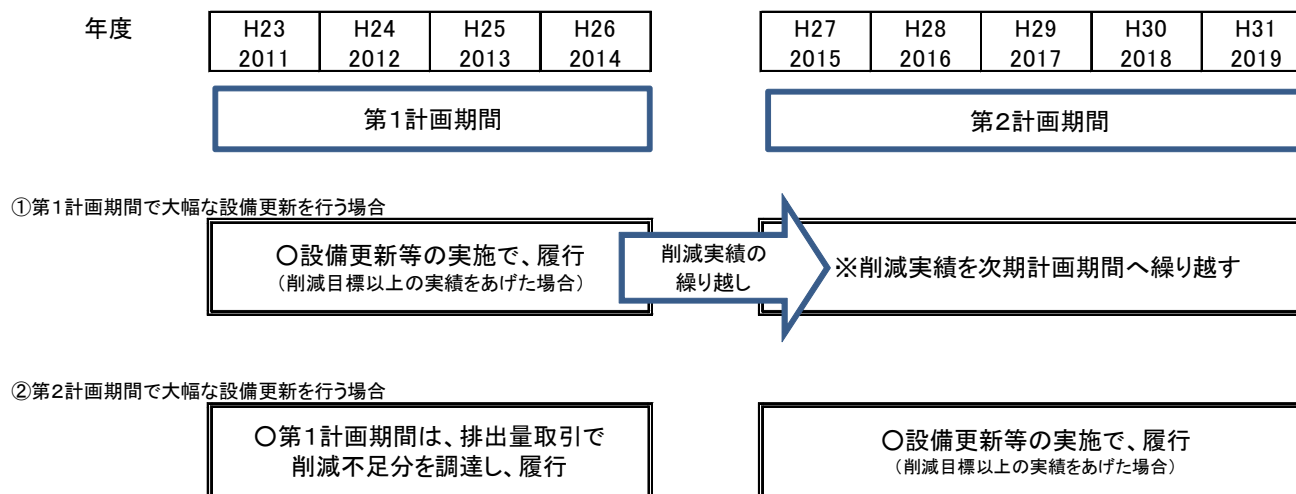 年度
H23 H24 H25 H26 H27 H28 H29 H30 H31
2011 2012 2013 2014 2015 2016 2017 2018 2019
第1計画期間 第2計画期間
①第1計画期間で大幅な設備更新を行う場合
○設備更新等の実施で、履行
（削減目標以上の実績をあげた場合）
削減実績の
繰り越し
※削減実績を次期計画期間へ繰り越す
②第2計画期間で大幅な設備更新を行う場合
○第1計画期間は、排出量取引で
削減不足分を調達し、履行
○設備更新等の実施で、履行
（削減目標以上の実績をあげた場合）